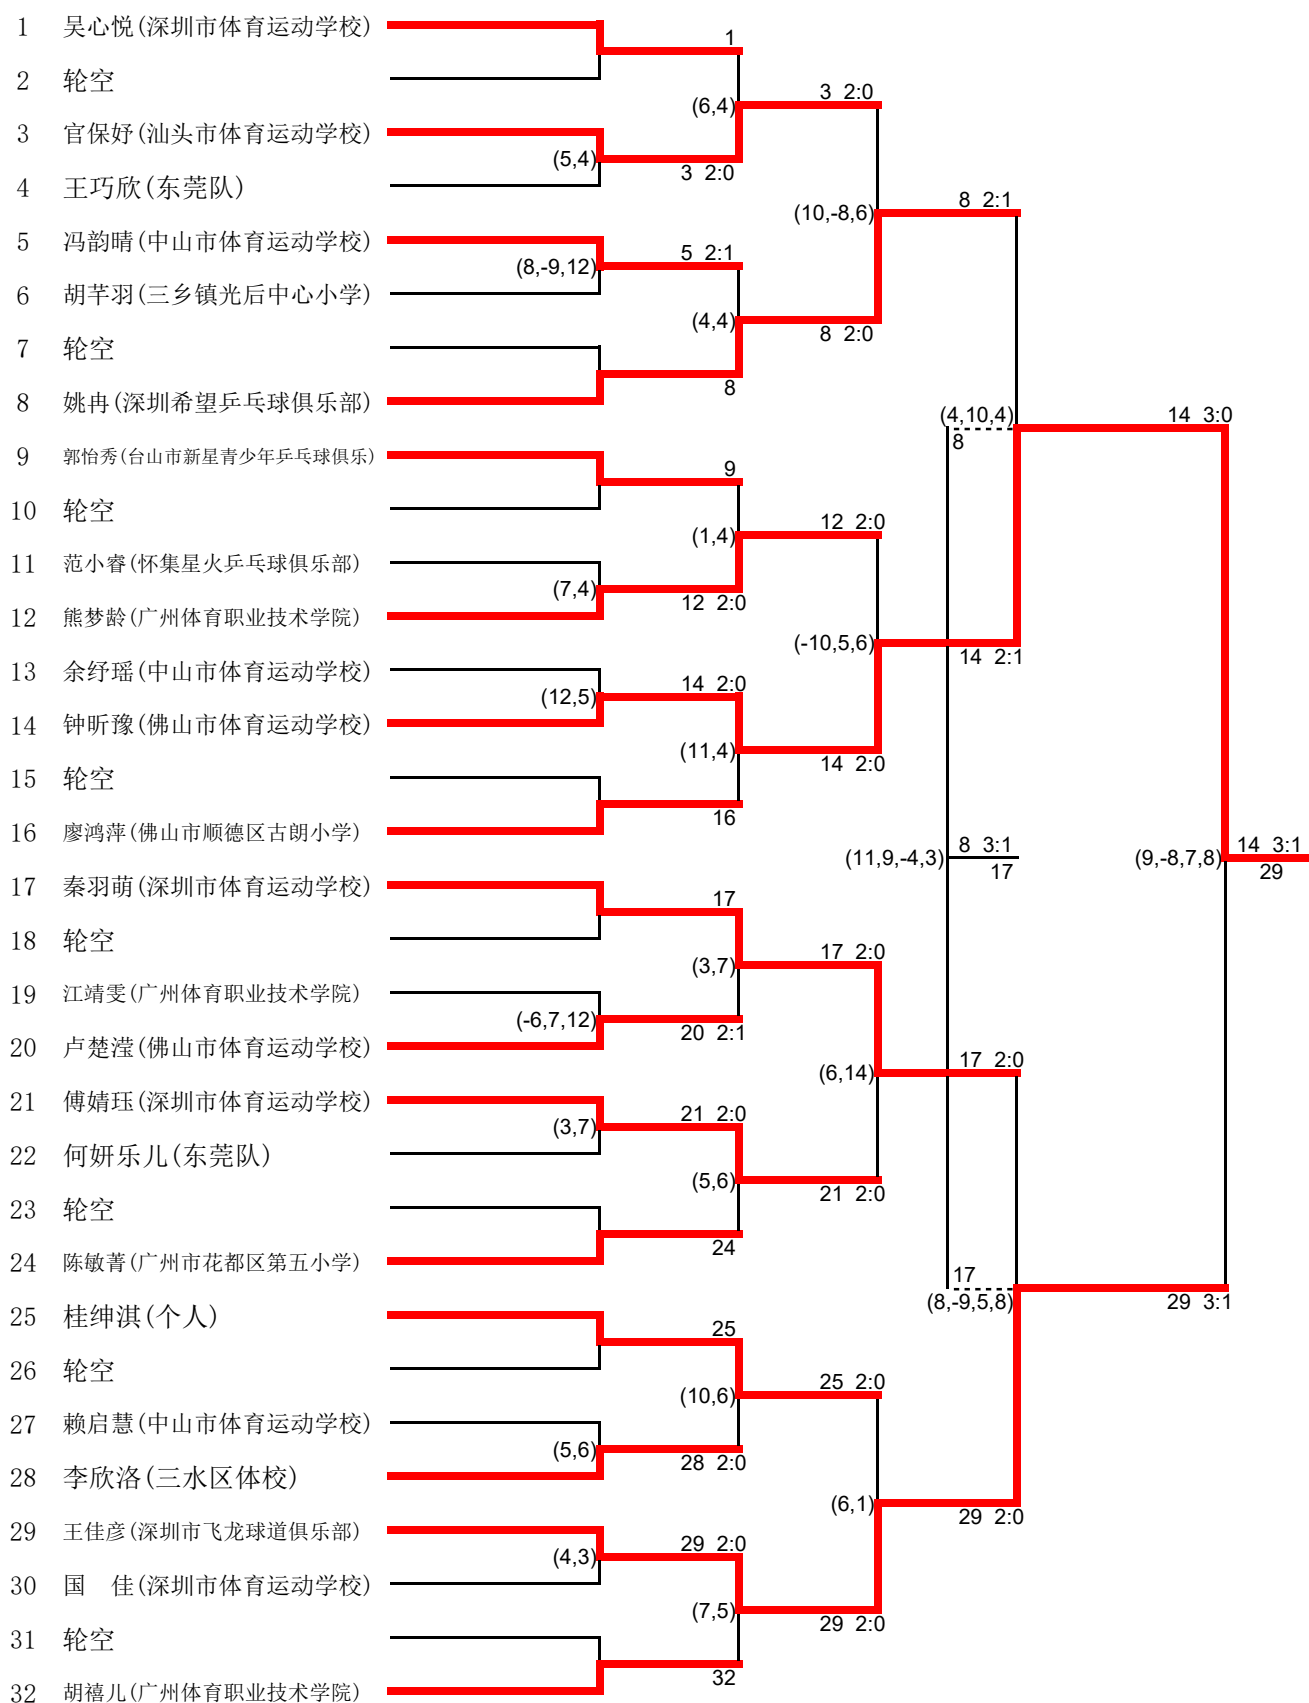 1 吴心悦(深圳市体育运动学校)
1
2 轮空
(6,4)
3 2:0
3 官保妤(汕头市体育运动学校)
(5,4)
3 2:0
4 王巧欣(东莞队)
(10,-8,6)
8 2:1
5 冯韵晴(中山市体育运动学校)
(8,-9,12)
5 2:1
6 胡芊羽(三乡镇光后中心小学)
(4,4)
8 2:0
7 轮空
8
8 姚冉(深圳希望乒乓球俱乐部)
(4,10,4)
8
14 3:0
9 郭怡秀(台山市新星青少年乒乓球俱乐)
9
10 轮空
(1,4)
12 2:0
11 范小睿(怀集星火乒乓球俱乐部)
(7,4)
12 2:0
12 熊梦龄(广州体育职业技术学院)
(-10,5,6)
14 2:1
13 余纾瑶(中山市体育运动学校)
(12,5)
14 2:0
14 钟昕豫(佛山市体育运动学校)
(11,4)
14 2:0
15 轮空
16
16 廖鸿萍(佛山市顺德区古朗小学)
(11,9,-4,3)
8 3:1
17
(9,-8,7,8)
14 3:1
29
17 秦羽萌(深圳市体育运动学校)
17
18 轮空
(3,7)
17 2:0
19 江靖雯(广州体育职业技术学院)
(-6,7,12)
20 2:1
20 卢楚滢(佛山市体育运动学校)
(6,14)
17 2:0
21 傅婧珏(深圳市体育运动学校)
(3,7)
21 2:0
22 何妍乐儿(东莞队)
(5,6)
21 2:0
23 轮空
24
24 陈敏菁(广州市花都区第五小学)
17
(8,-9,5,8)
29 3:1
25 桂绅淇(个人)
25
26 轮空
(10,6)
25 2:0
27 赖启慧(中山市体育运动学校)
(5,6)
28 2:0
28 李欣洛(三水区体校)
(6,1)
29 2:0
29 王佳彦(深圳市飞龙球道俱乐部)
(4,3)
29 2:0
30 国 佳(深圳市体育运动学校)
(7,5)
29 2:0
31 轮空
32
32 胡禧儿(广州体育职业技术学院)